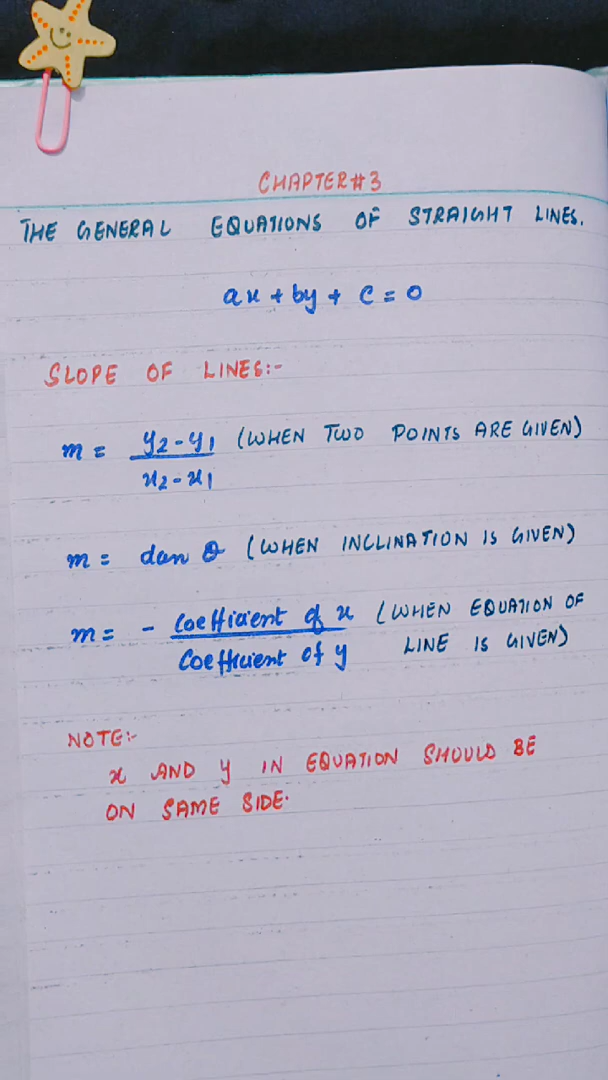 CHAPTER#3
THE GENERAL EQUATIONS OF STRAIGHT LINES.
ax + by + c = 0
SLOPE OF LINES:-
m = y2-y1 / x2-x1 (WHEN TWO POINTS ARE GIVEN)
m = tan θ (WHEN INCLINATION IS GIVEN)
m = - Coefficient of x / Coefficient of y (WHEN EQUATION OF
LINE IS GIVEN)
NOTE:-
x AND y IN EQUATION SHOULD BE
ON SAME SIDE.